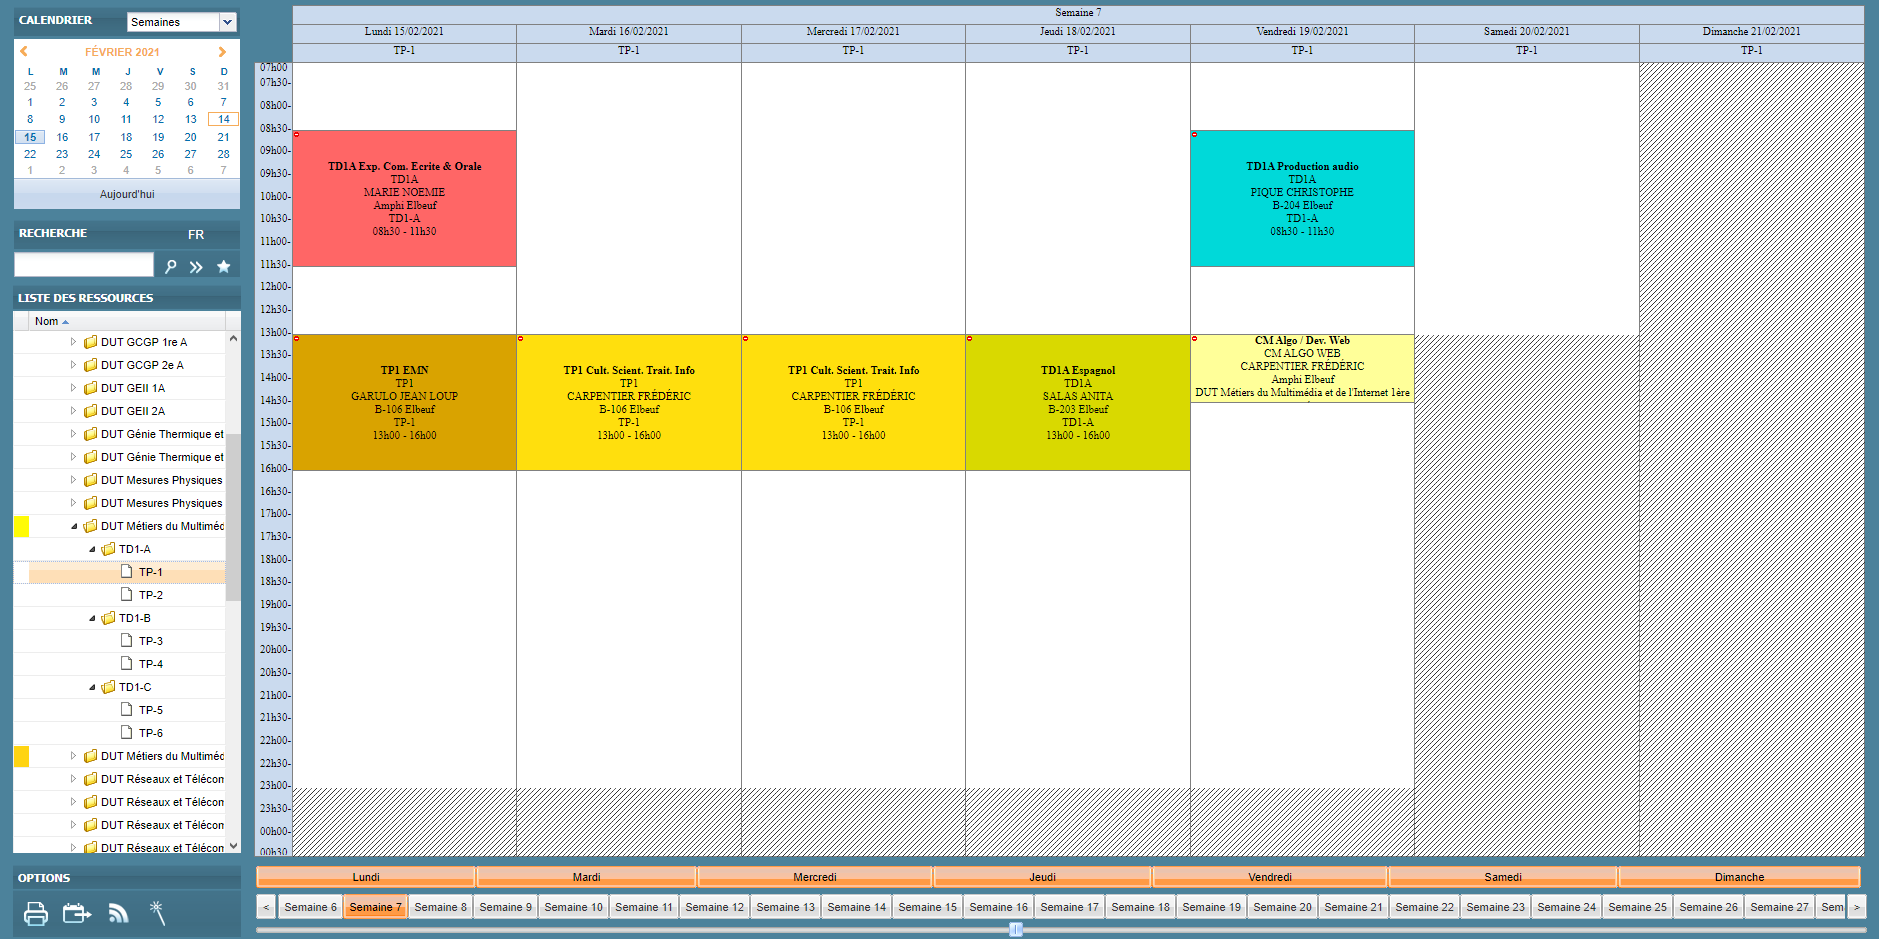 CALENDRIER
Semaines
FÉVRIER 2021
L M M J V S D
25 26 27 28 29 30 31
1 2 3 4 5 6 7
8 9 10 11 12 13 14
15 16 17 18 19 20 21
22 23 24 25 26 27 28
1 2 3 4 5 6 7
Aujourd'hui
RECHERCHE FR
LISTE DES RESSOURCES
Nom
DUT GCGP 1re A
DUT GCGP 2e A
DUT GEII 1A
DUT GEII 2A
DUT Génie Thermique et
DUT Génie Thermique et
DUT Mesures Physiques
DUT Mesures Physiques
DUT Métiers du Multiméd
TD1-A
TP-1
TP-2
TD1-B
TP-3
TP-4
TD1-C
TP-5
TP-6
DUT Métiers du Multiméd
DUT Réseaux et Télécom
DUT Réseaux et Télécom
DUT Réseaux et Télécom
DUT Réseaux et Télécom
OPTIONS
Semaine 7
Lundi 15/02/2021 Mardi 16/02/2021 Mercredi 17/02/2021 Jeudi 18/02/2021 Vendredi 19/02/2021 Samedi 20/02/2021 Dimanche 21/02/2021
TP-1 TP-1 TP-1 TP-1 TP-1 TP-1 TP-1
07h00
07h30-
08h00-
08h30-
09h00-
09h30-
10h00-
10h30-
11h00-
11h30-
12h00-
12h30-
13h00-
13h30-
14h00-
14h30-
15h00-
15h30-
16h00-
16h30-
17h00-
17h30-
18h00-
18h30-
19h00-
19h30-
20h00-
20h30-
21h00-
21h30-
22h00-
22h30-
23h00-
23h30-
00h00-
00h30
TD1A Exp. Com. Ecrite & Orale
TD1A
MARIE NOEMIE
Amphi Elbeuf
TD1-A
08h30 - 11h30
TD1A Production audio
TD1A
PIQUE CHRISTOPHE
B-204 Elbeuf
TD1-A
08h30 - 11h30
TP1 EMN
TP1
GARULO JEAN LOUP
B-106 Elbeuf
TP-1
13h00 - 16h00
TP1 Cult. Scient. Trait. Info
TP1
CARPENTIER FRÉDÉRIC
B-106 Elbeuf
TP-1
13h00 - 16h00
TP1 Cult. Scient. Trait. Info
TP1
CARPENTIER FRÉDÉRIC
B-106 Elbeuf
TP-1
13h00 - 16h00
TD1A Espagnol
TD1A
SALAS ANITA
B-203 Elbeuf
TD1-A
13h00 - 16h00
CM Algo / Dev. Web
CM ALGO WEB
CARPENTIER FRÉDÉRIC
Amphi Elbeuf
DUT Métiers du Multimédia et de l'Internet 1ère
Lundi Mardi Mercredi Jeudi Vendredi Samedi Dimanche
< Semaine 6 Semaine 7 Semaine 8 Semaine 9 Semaine 10 Semaine 11 Semaine 12 Semaine 13 Semaine 14 Semaine 15 Semaine 16 Semaine 17 Semaine 18 Semaine 19 Semaine 20 Semaine 21 Semaine 22 Semaine 23 Semaine 24 Semaine 25 Semaine 26 Semaine 27 Sem >